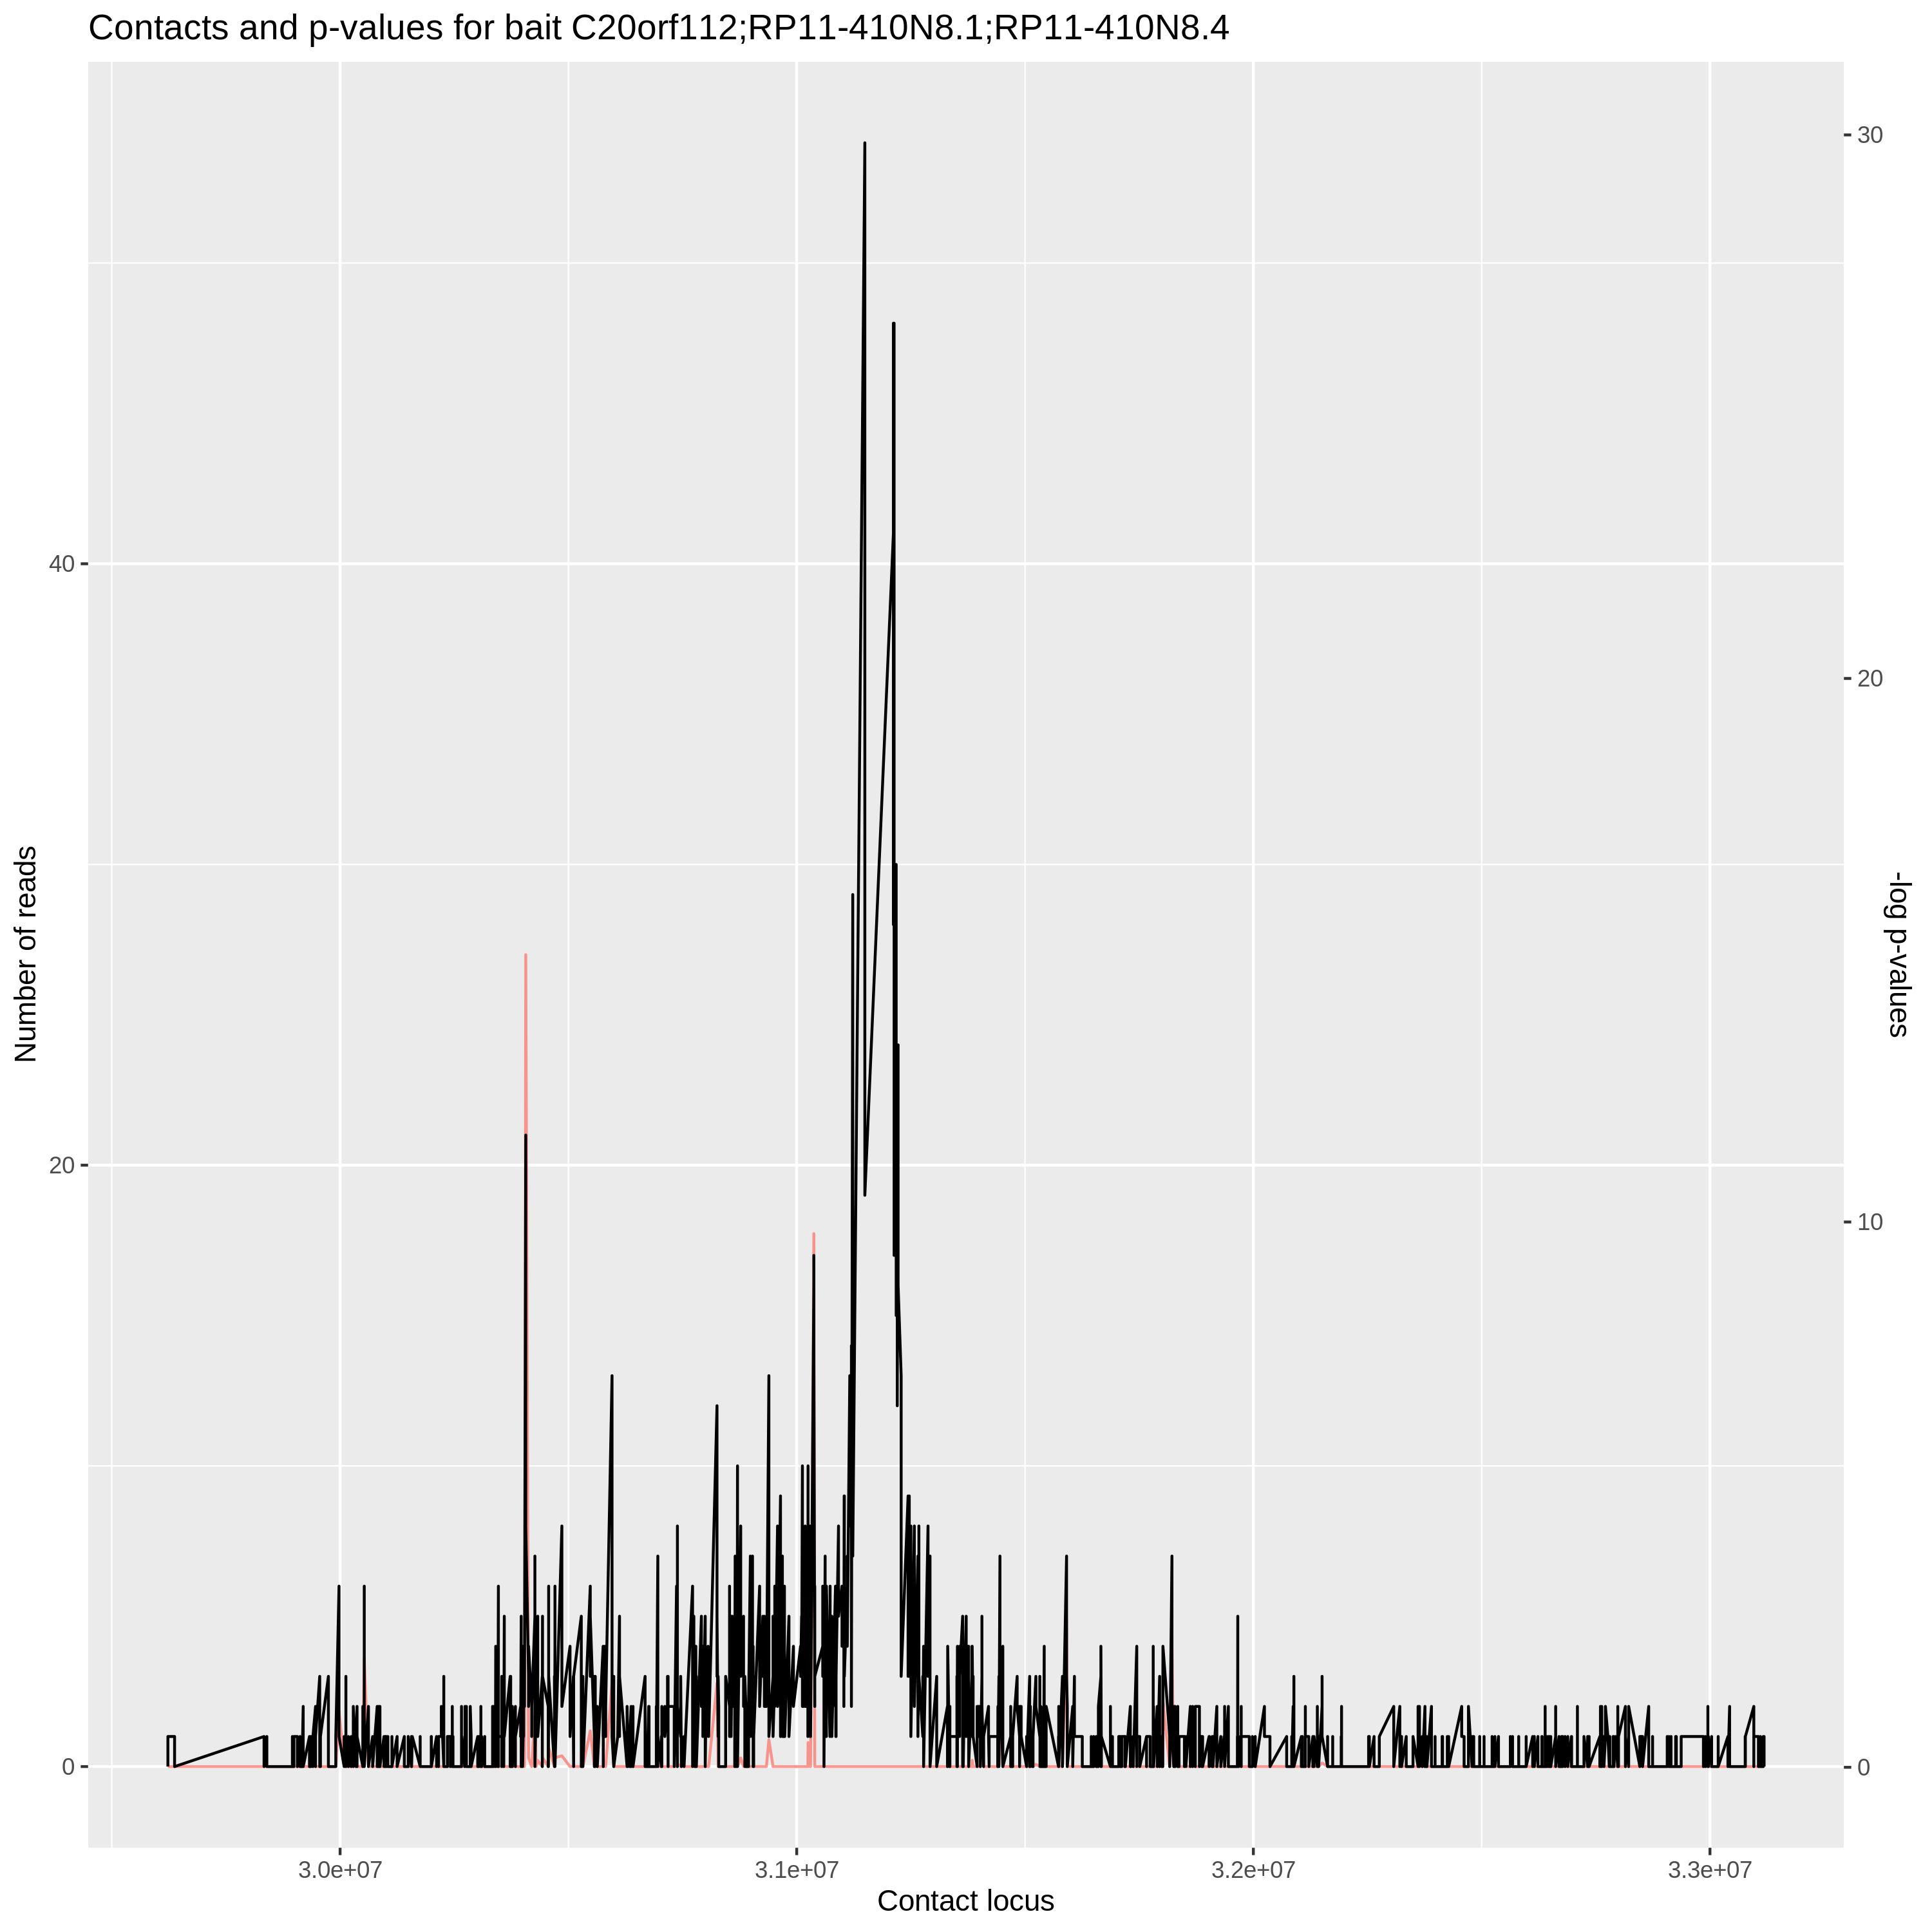 Contacts and p-values for bait C20orf112;RP11-410N8.1;RP11-410N8.4
30
40
20
Number of reads
-log p-values
20
10
0
0
3.0e+07
3.1e+07
3.2e+07
3.3e+07
Contact locus